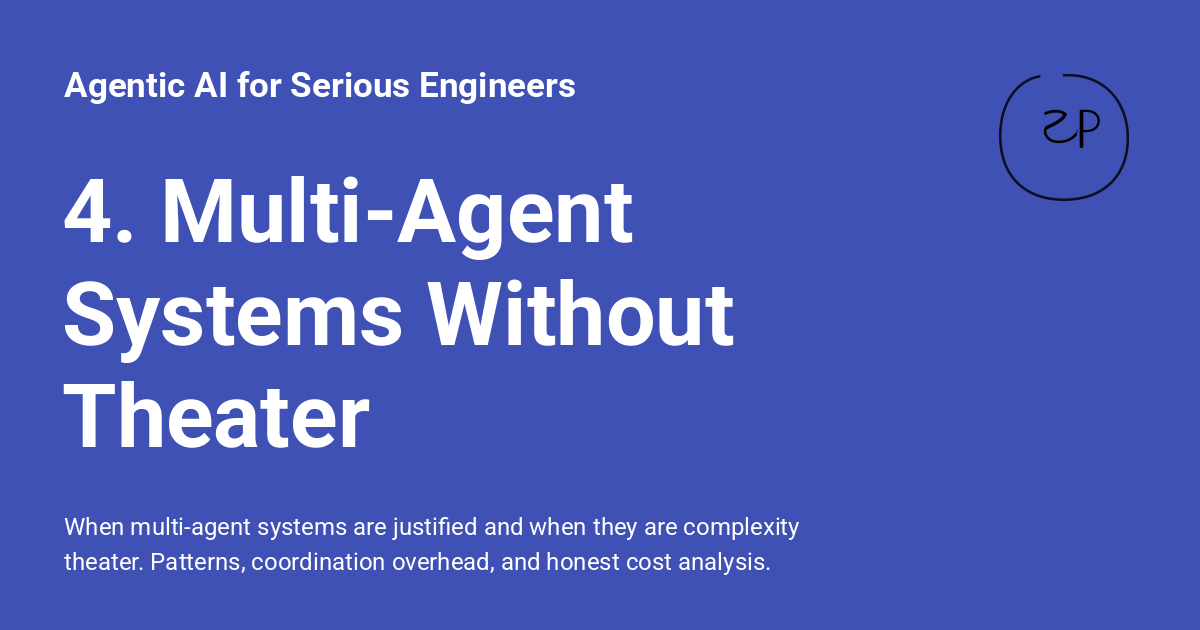 Agentic AI for Serious Engineers
SP
4. Multi-Agent
Systems Without
Theater
When multi-agent systems are justified and when they are complexity
theater. Patterns, coordination overhead, and honest cost analysis.